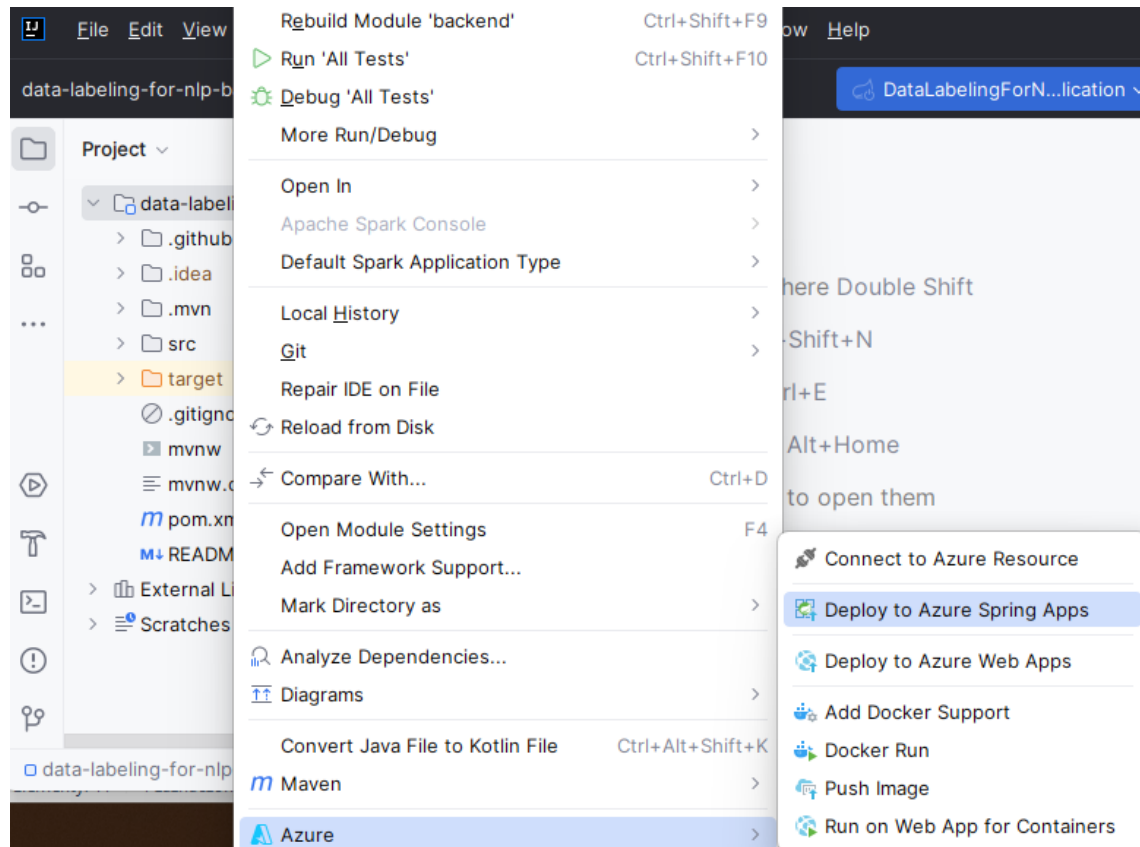 IJ
File Edit View
ow Help
data-labeling-for-nlp-b
DataLabelingForN...lication
Project
data-labeli
.github
.idea
.mvn
src
target
.gitigno
mvnw
mvnw.c
m pom.xm
M↓ READM
External Li
Scratches
data-labeling-for-nlp
Rebuild Module 'backend' Ctrl+Shift+F9
Run 'All Tests' Ctrl+Shift+F10
Debug 'All Tests'
More Run/Debug
Open In
Apache Spark Console
Default Spark Application Type
Local History
Git
Repair IDE on File
Reload from Disk
Compare With... Ctrl+D
Open Module Settings F4
Add Framework Support...
Mark Directory as
Analyze Dependencies...
Diagrams
Convert Java File to Kotlin File Ctrl+Alt+Shift+K
m Maven
Azure
here Double Shift
Shift+N
rl+E
Alt+Home
to open them
Connect to Azure Resource
Deploy to Azure Spring Apps
Deploy to Azure Web Apps
Add Docker Support
Docker Run
Push Image
Run on Web App for Containers